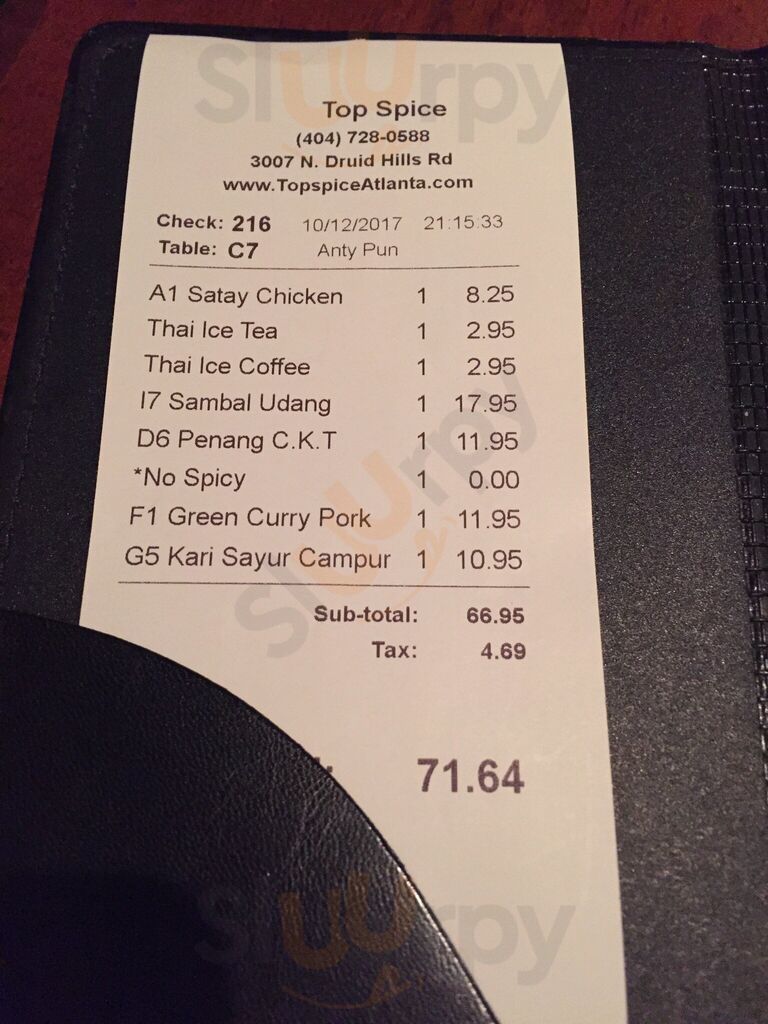 Top Spice
(404) 728-0588
3007 N. Druid Hills Rd
www.TopspiceAtlanta.com
Check: 216 10/12/2017 21:15:33
Table: C7 Anty Pun
A1 Satay Chicken 1 8.25
Thai Ice Tea 1 2.95
Thai Ice Coffee 1 2.95
I7 Sambal Udang 1 17.95
D6 Penang C.K.T 1 11.95
*No Spicy 1 0.00
F1 Green Curry Pork 1 11.95
G5 Kari Sayur Campur 1 10.95
Sub-total: 66.95
Tax: 4.69
71.64
Sluurpy
Sluurpy
Sluurpy